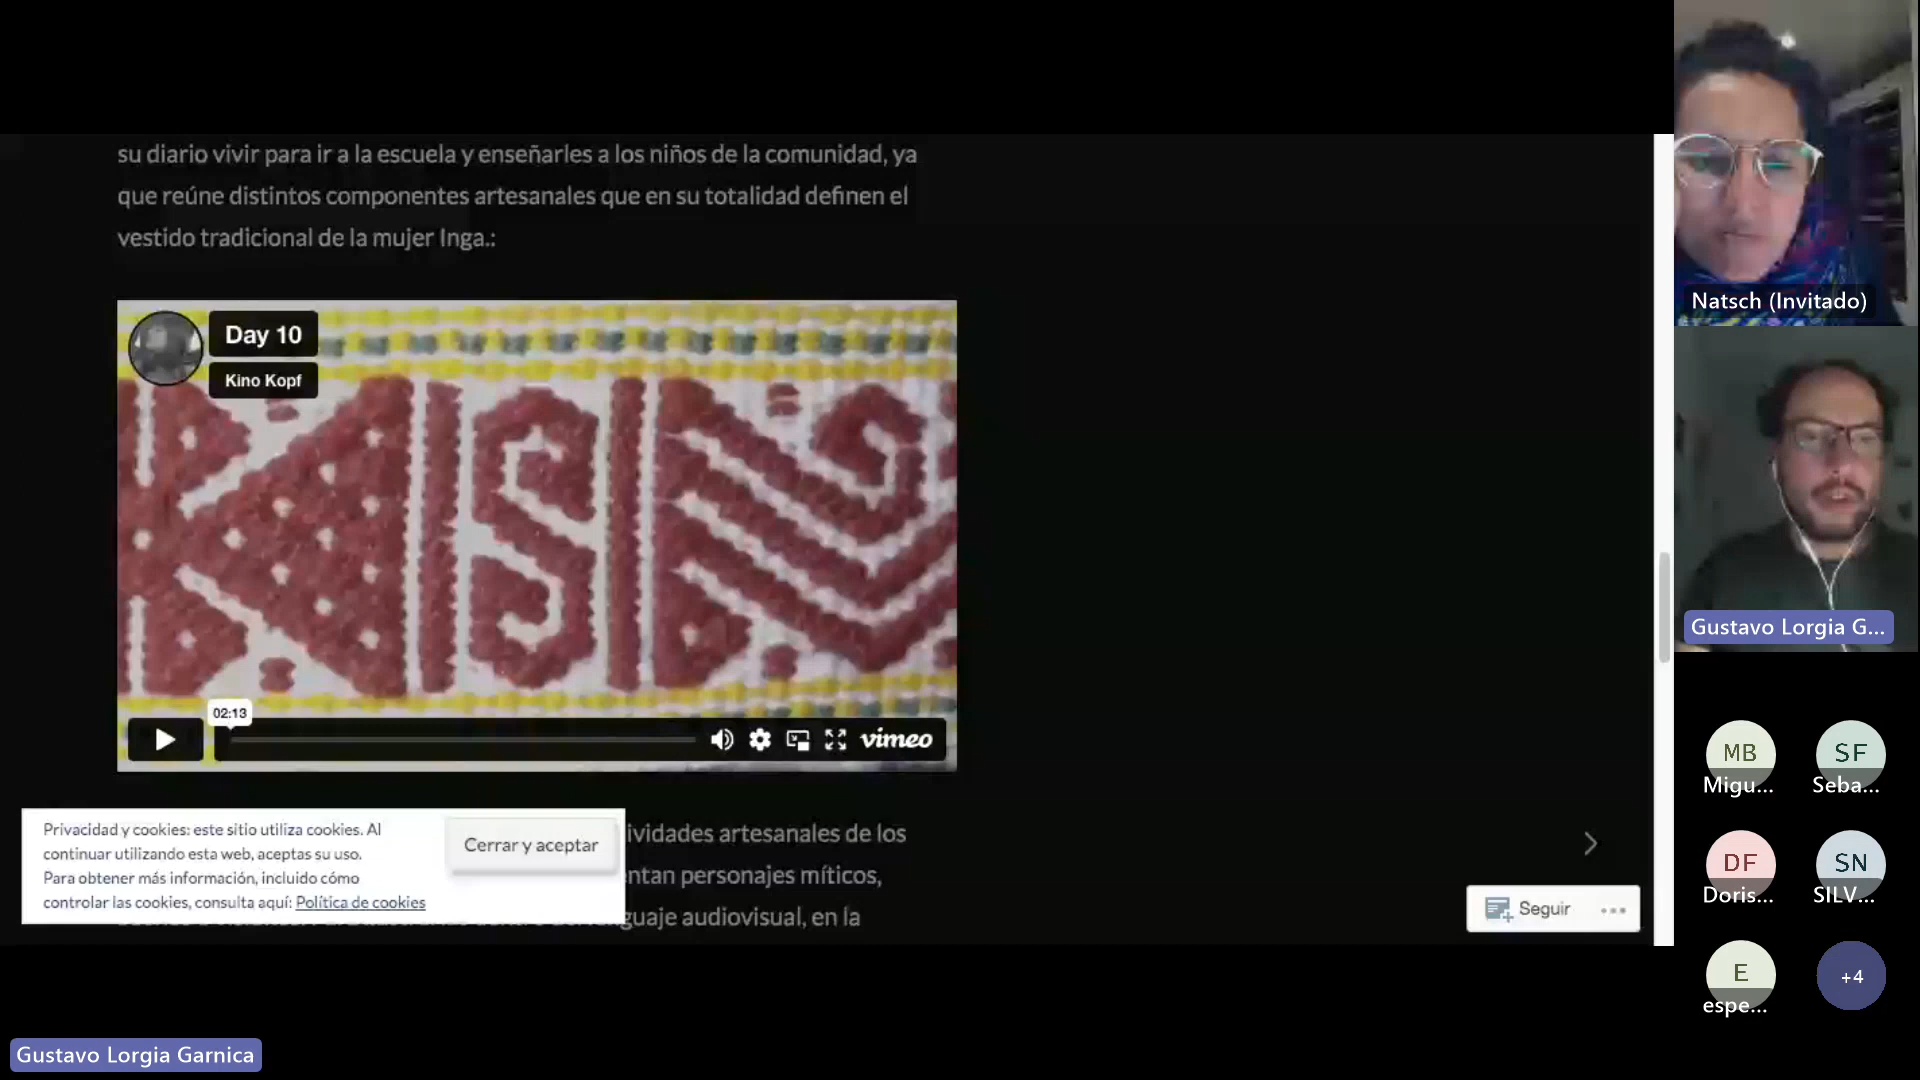 su diario vivir para ir a la escuela y enseñarles a los niños de la comunidad, ya
que reúne distintos componentes artesanales que en su totalidad definen el
vestido tradicional de la mujer Inga.:
Day 10
Kino Kopf
02:13
vimeo
Privacidad y cookies: este sitio utiliza cookies. Al
continuar utilizando esta web, aceptas su uso.
Para obtener más información, incluido cómo
controlar las cookies, consulta aquí: Política de cookies
Cerrar y aceptar
ividades artesanales de los
ntan personajes míticos,
guaje audiovisual, en la
Seguir
Natsch (Invitado)
Gustavo Lorgia G...
MB
Migu...
SF
Seba...
DF
Doris...
SN
SILV...
E
espe...
+4
Gustavo Lorgia Garnica